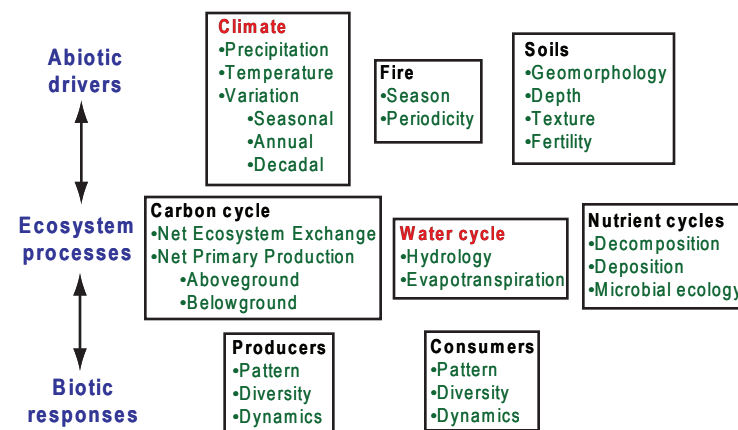 Abiotic
drivers
Climate
•Precipitation
•Temperature
•Variation
•Seasonal
•Annual
•Decadal
Fire
•Season
•Periodicity
Soils
•Geomorphology
•Depth
•Texture
•Fertility
Ecosystem
processes
Carbon cycle
•Net Ecosystem Exchange
•Net Primary Production
•Aboveground
•Belowground
Water cycle
•Hydrology
•Evapotranspiration
Nutrient cycles
•Decomposition
•Deposition
•Microbial ecology
Biotic
responses
Producers
•Pattern
•Diversity
•Dynamics
Consumers
•Pattern
•Diversity
•Dynamics